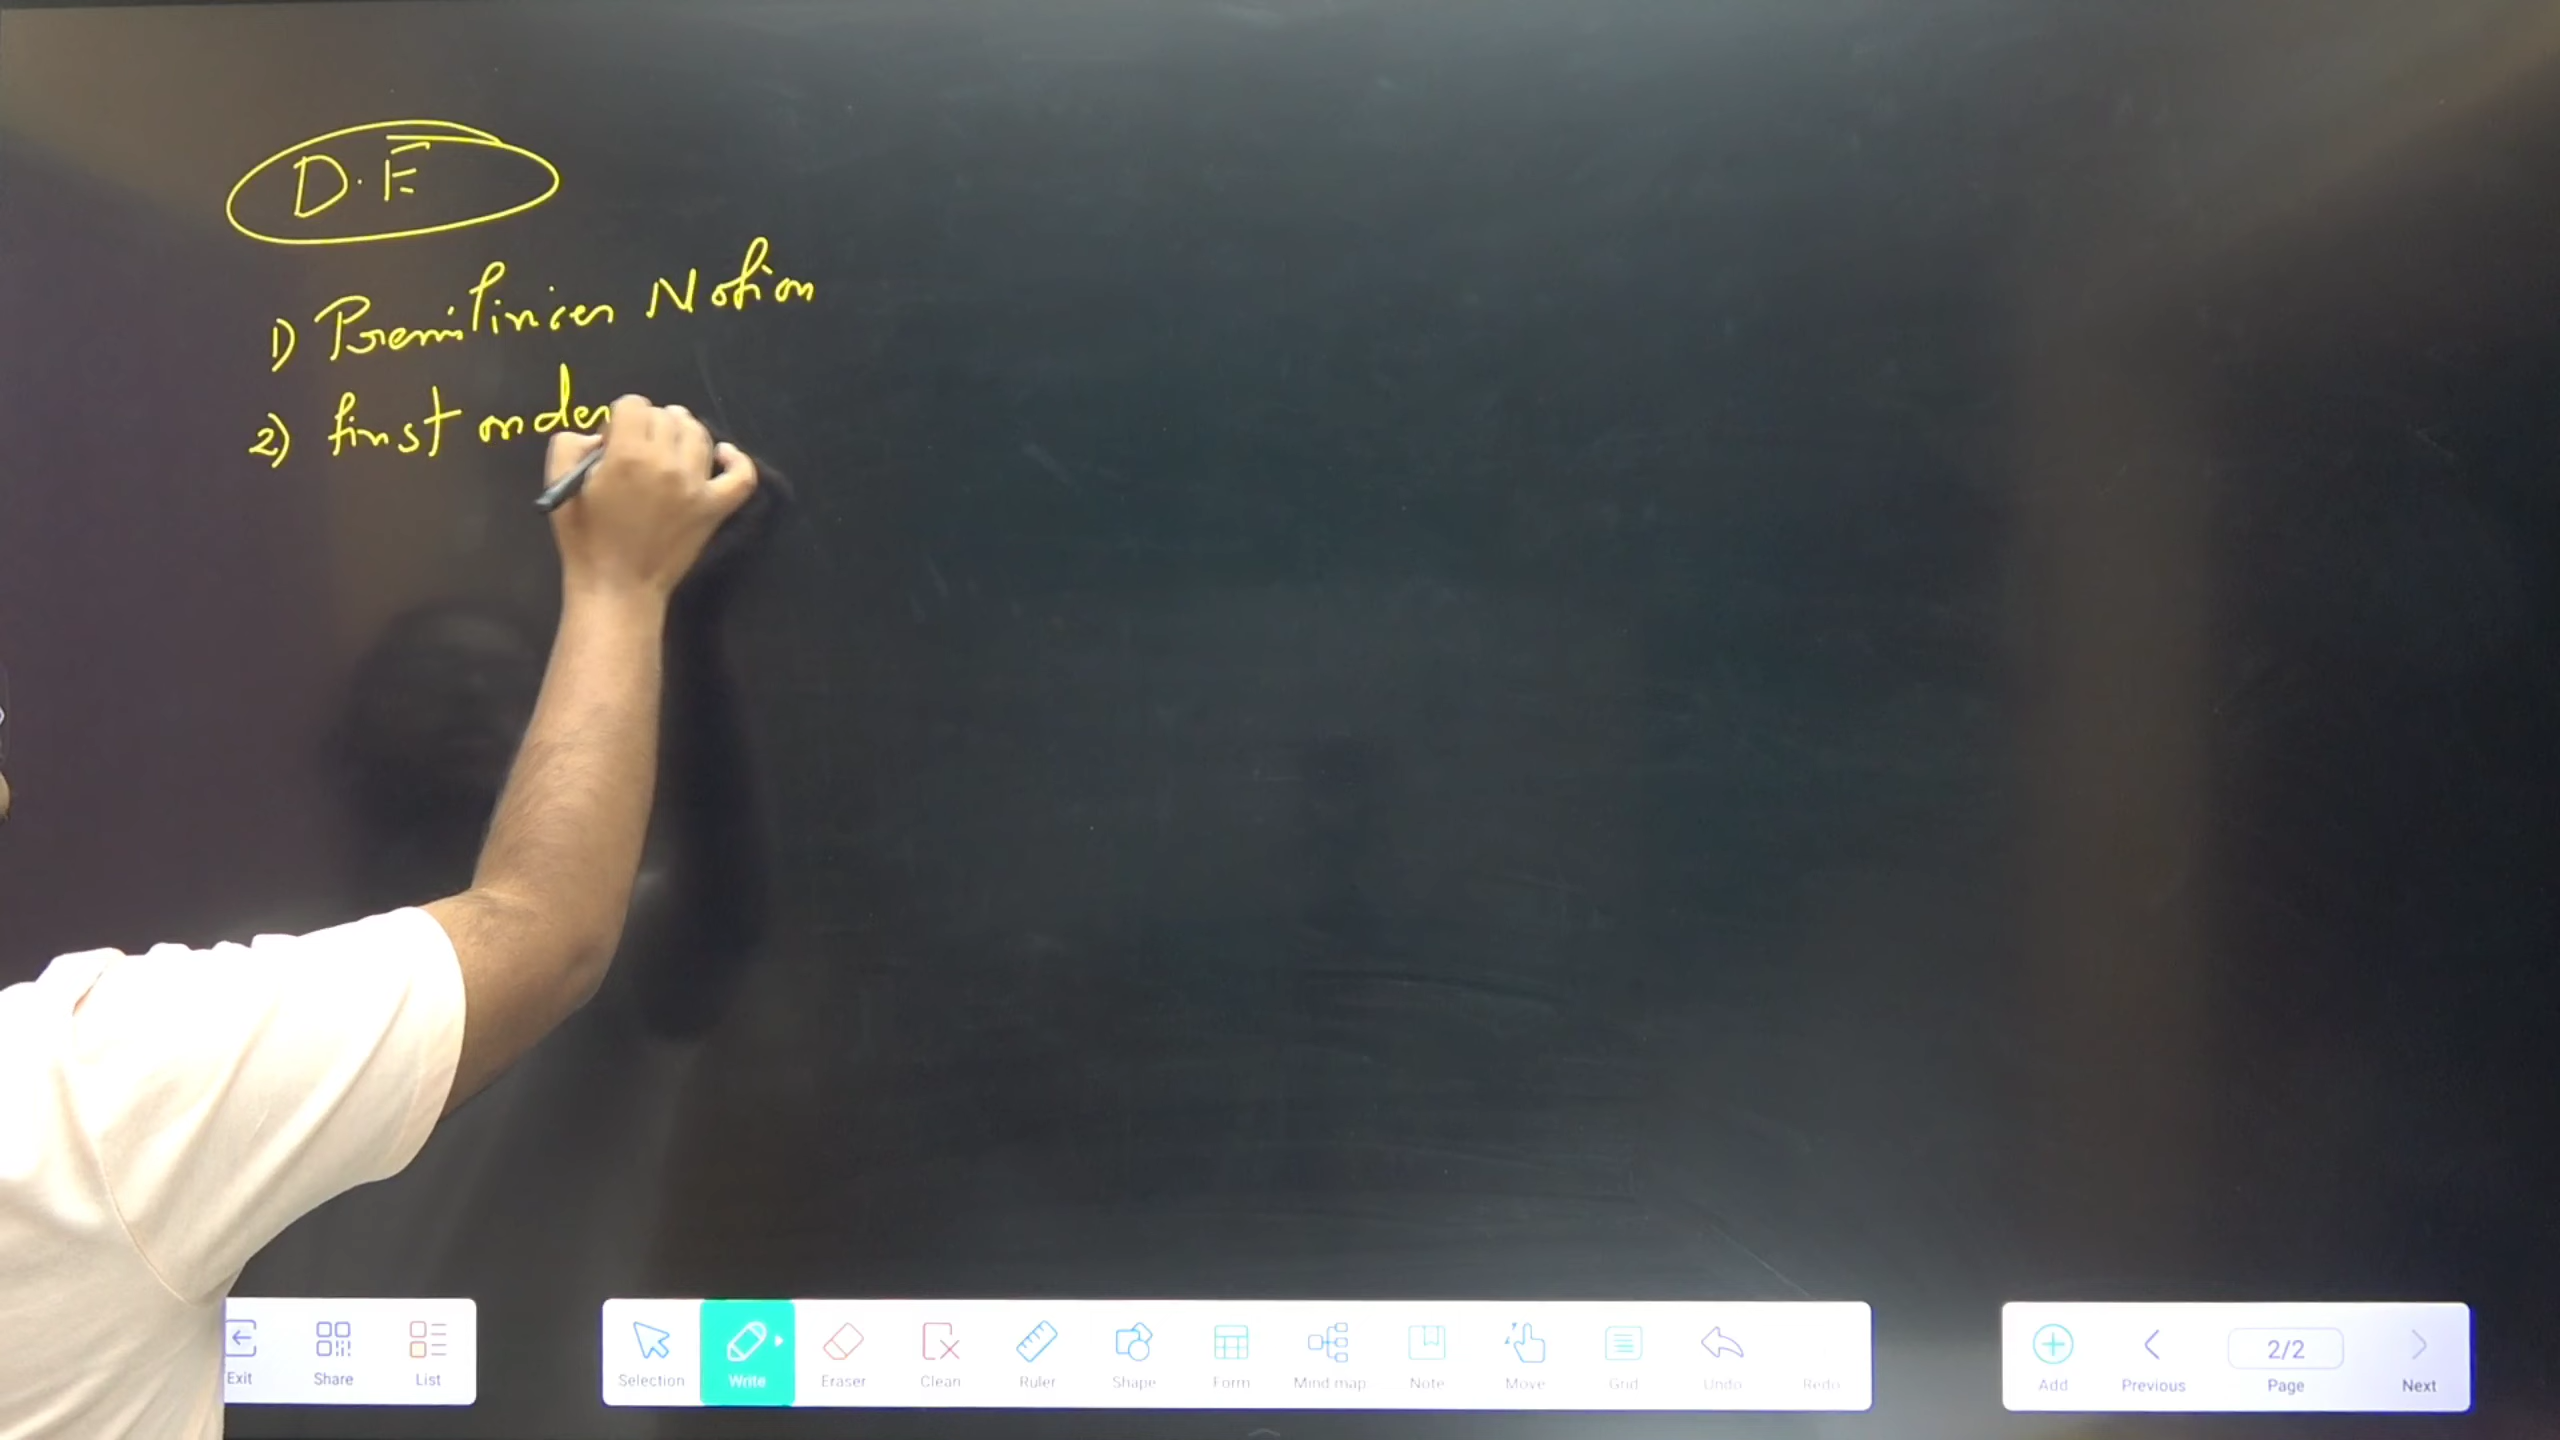 D.E
1) Premilinier Notion
2) first order
Exit Share List
Selection Write Eraser Clean Ruler Shape Form Mind map Note Move Grid Undo Redo
Add Previous 2/2 Page Next